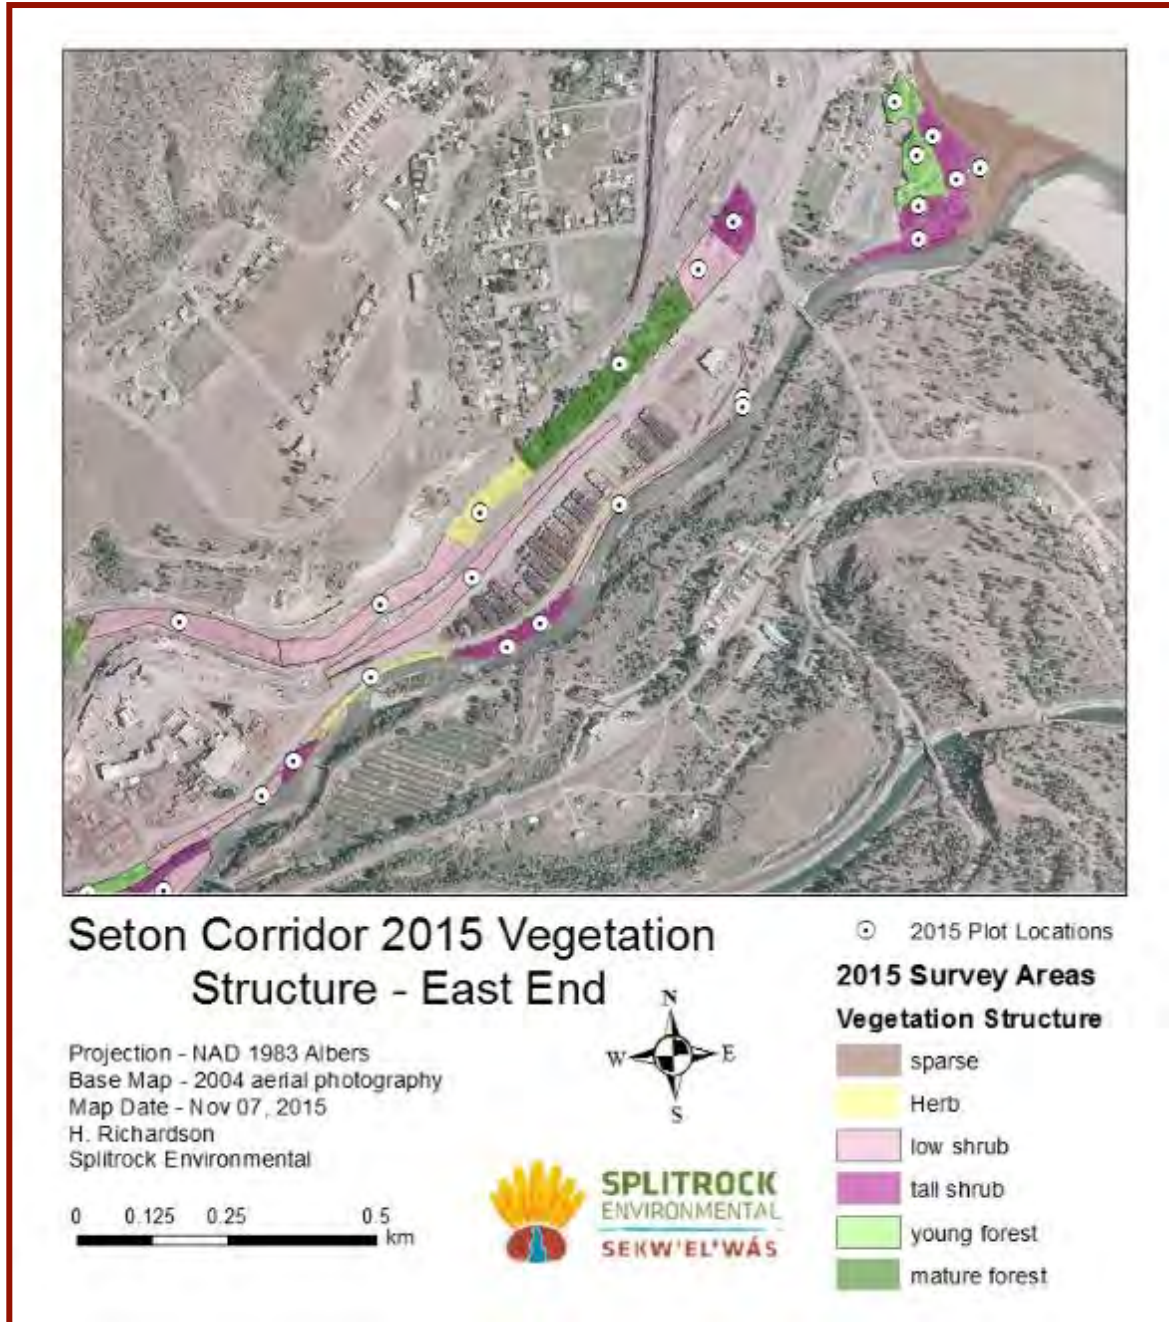 Seton Corridor 2015 Vegetation
Structure - East End
Projection - NAD 1983 Albers
Base Map - 2004 aerial photography
Map Date - Nov 07, 2015
H. Richardson
Splitrock Environmental
0 0.125 0.25 0.5
km
N
W E
S
SPLITROCK
ENVIRONMENTAL
SEKW'EL'WÁS
2015 Plot Locations
2015 Survey Areas
Vegetation Structure
sparse
Herb
low shrub
tall shrub
young forest
mature forest